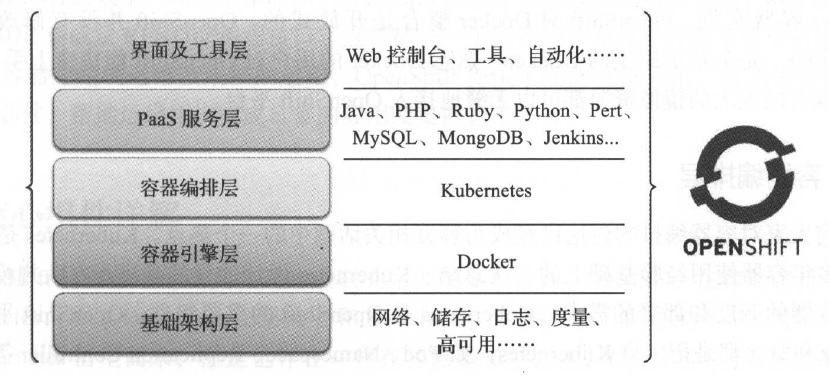 界面及工具层
Web 控制台、工具、自动化……
PaaS 服务层
Java、PHP、Ruby、Python、Pert、
MySQL、MongoDB、Jenkins...
容器编排层
Kubernetes
容器引擎层
Docker
基础架构层
网络、储存、日志、度量、
高可用……
OPENSHIFT